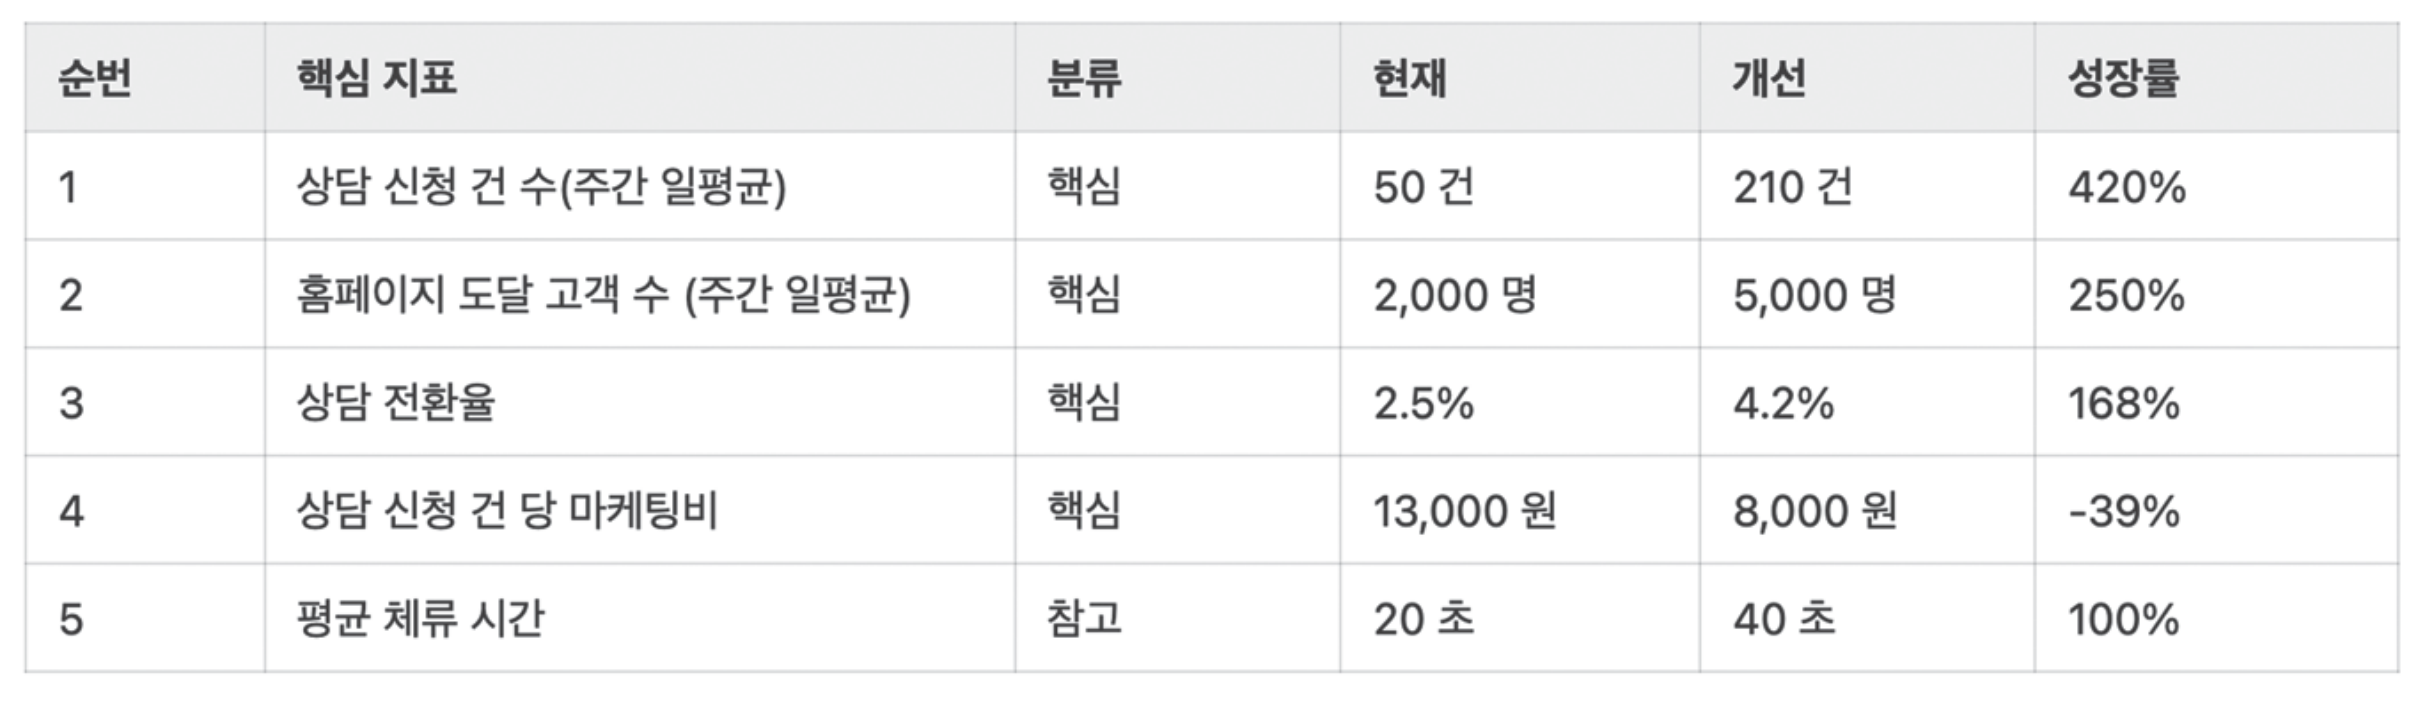 순번 핵심 지표 분류 현재 개선 성장률
1 상담 신청 건 수(주간 일평균) 핵심 50 건 210 건 420%
2 홈페이지 도달 고객 수 (주간 일평균) 핵심 2,000 명 5,000 명 250%
3 상담 전환율 핵심 2.5% 4.2% 168%
4 상담 신청 건 당 마케팅비 핵심 13,000 원 8,000 원 -39%
5 평균 체류 시간 참고 20 초 40 초 100%